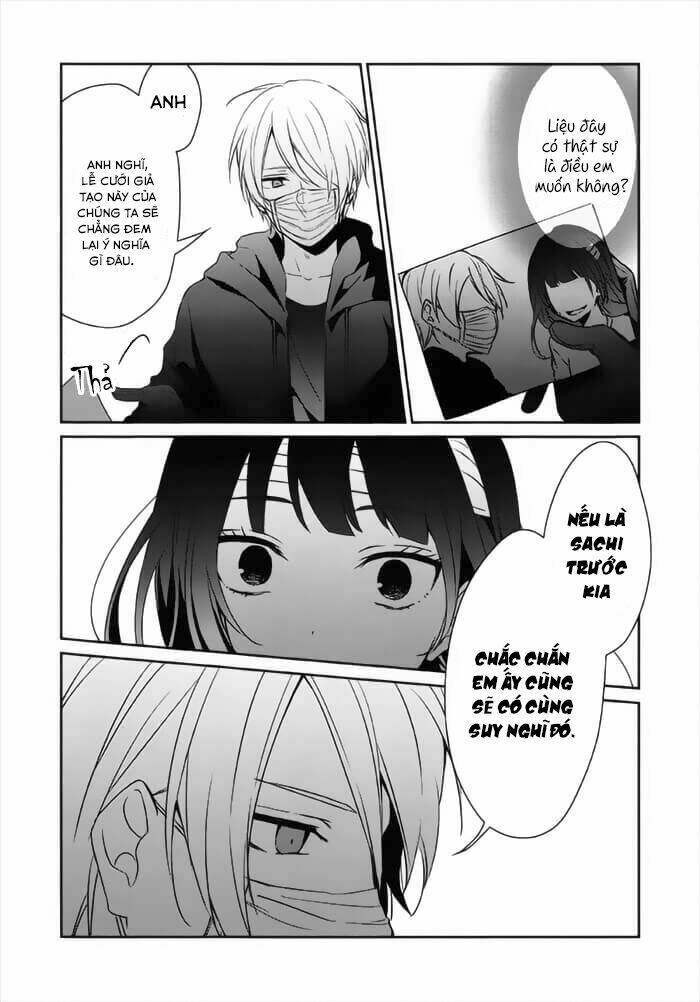 Liệu đây
có thật sự
là điều em
muốn không?
ANH
ANH NGHĨ,
LỄ CƯỚI GIẢ
TẠO NÀY CỦA
CHÚNG TA SẼ
CHẲNG ĐEM
LẠI Ý NGHĨA
GÌ ĐÂU.
Thả
NẾU LÀ
SACHI
TRƯỚC
KIA
CHẮC CHẮN
EM ẤY CŨNG
SẼ CÓ CÙNG
SUY NGHĨ ĐÓ.